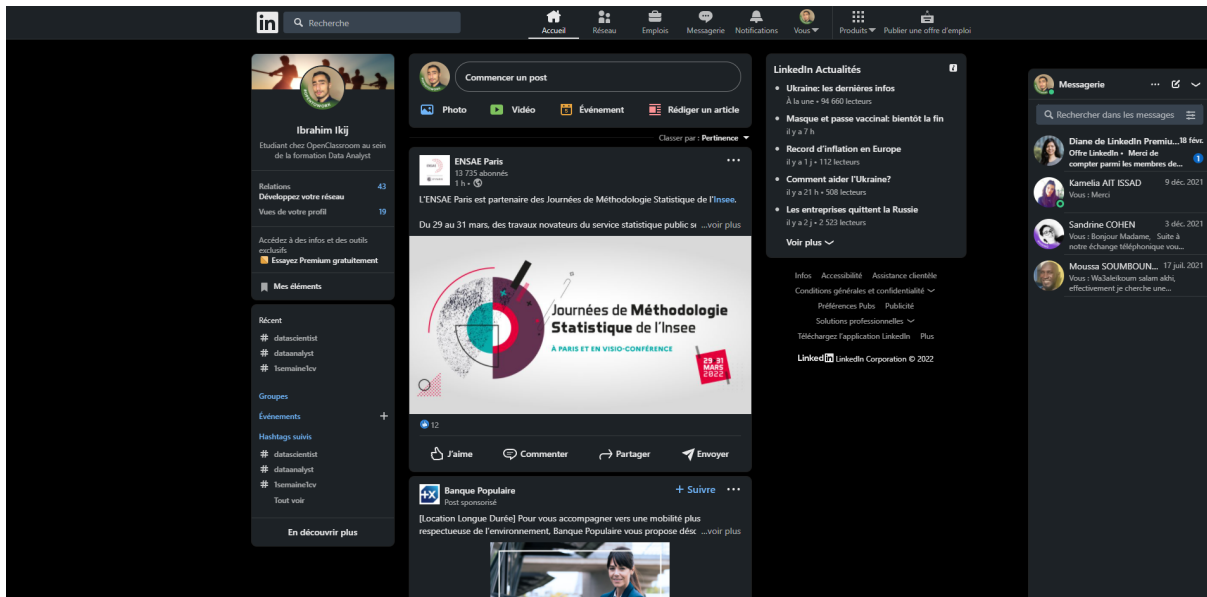 in
Recherche
Accueil
Réseau
Emplois
Messagerie
Notifications
Vous
Produits
Publier une offre d'emploi
Ibrahim Ikij
Etudiant chez OpenClassroom au sein
de la formation Data Analyst
Relations 43
Développez votre réseau
Vues de votre profil 19
Accédez à des infos et des outils
exclusifs
Essayez Premium gratuitement
Mes éléments
Récent
# datascientist
# dataanalyst
# 1semaine1cv
Groupes
Événements +
Hashtags suivis
# datascientist
# dataanalyst
# 1semaine1cv
Tout voir
En découvrir plus
Commencer un post
Photo
Vidéo
Événement
Rédiger un article
Classer par : Pertinence
ENSAE Paris
13 735 abonnés
1 h •
L'ENSAE Paris est partenaire des Journées de Méthodologie Statistique de l'Insee.
Du 29 au 31 mars, des travaux novateurs du service statistique public ...voir plus
Journées de Méthodologie
Statistique de l'Insee
À PARIS ET EN VISIO-CONFÉRENCE
29 31
MARS
2022
12
J'aime
Commenter
Partager
Envoyer
Banque Populaire
+ Suivre
Post sponsorisé
[Location Longue Durée] Pour vous accompagner vers une mobilité plus
respectueuse de l'environnement, Banque Populaire vous propose désc ...voir plus
LinkedIn Actualités
• Ukraine: les dernières infos
À la une • 94 660 lecteurs
• Masque et passe vaccinal: bientôt la fin
il y a 7 h
• Record d'inflation en Europe
il y a 1 j • 112 lecteurs
• Comment aider l'Ukraine?
il y a 21 h • 508 lecteurs
• Les entreprises quittent la Russie
il y a 2 j • 2 523 lecteurs
Voir plus
Infos Accessibilité Assistance clientèle
Conditions générales et confidentialité
Préférences Pubs Publicité
Solutions professionnelles
Téléchargez l'application LinkedIn Plus
LinkedIn LinkedIn Corporation © 2022
Messagerie
Rechercher dans les messages
Diane de LinkedIn Premiu... 18 févr.
Offre LinkedIn • Merci de
compter parmi les membres de... 1
Kamelia AIT ISSAD 9 déc. 2021
Vous : Merci
Sandrine COHEN 3 déc. 2021
Vous : Bonjour Madame, Suite à
notre échange téléphonique vou...
Moussa SOUMBOUN... 17 juil. 2021
Vous : Wa3aleikoum salam akhi,
effectivement je cherche une...